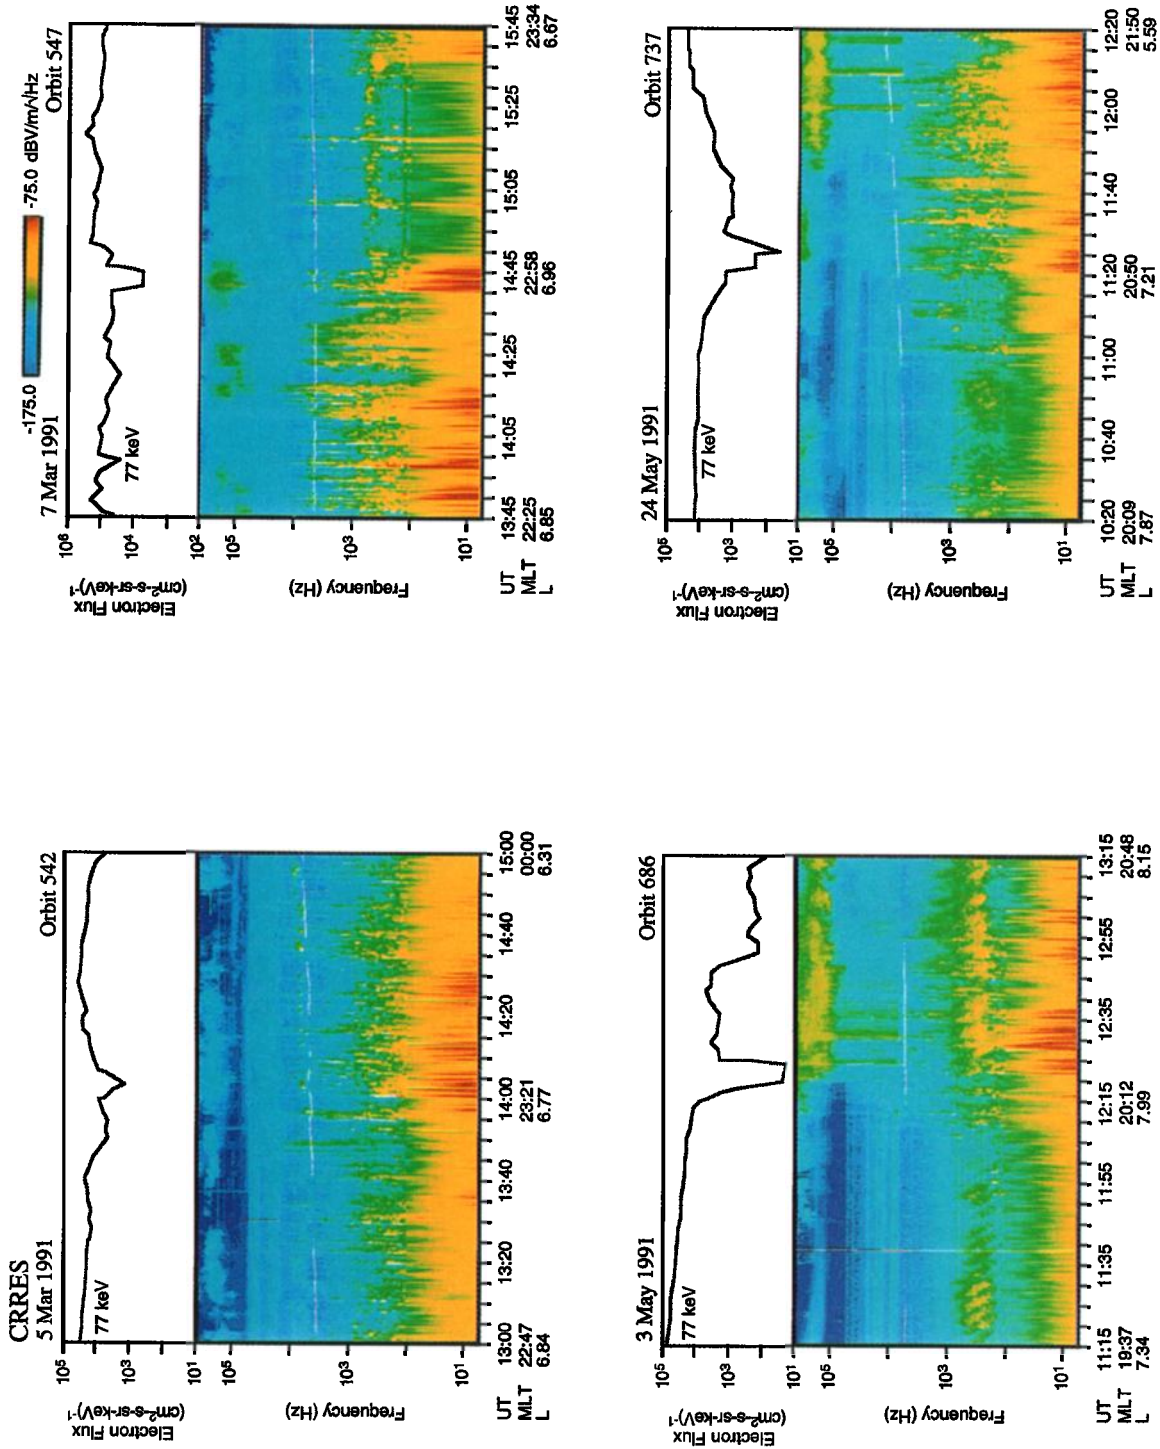 CRRES
5 Mar 1991
Orbit 542
77 keV
Electron Flux
(cm²-s-sr-keV)⁻¹
10⁵
10³
10¹
Frequency (Hz)
10⁵
10³
10¹
UT 13:00 13:20 13:40 14:00 14:20 14:40 15:00
MLT 22:47 23:21 00:00
L 6.84 6.77 6.31
-175.0
-75.0 dBV/m/√Hz
7 Mar 1991
Orbit 547
77 keV
Electron Flux
(cm²-s-sr-keV)⁻¹
10⁶
10⁴
10²
Frequency (Hz)
10⁵
10³
10¹
UT 13:45 14:05 14:25 14:45 15:05 15:25 15:45
MLT 22:25 22:58 23:34
L 6.85 6.96 6.67
3 May 1991
Orbit 686
77 keV
Electron Flux
(cm²-s-sr-keV)⁻¹
10⁵
10³
10¹
Frequency (Hz)
10⁵
10³
10¹
UT 11:15 11:35 11:55 12:15 12:35 12:55 13:15
MLT 19:37 20:12 20:48
L 7.34 7.99 8.15
24 May 1991
Orbit 737
77 keV
Electron Flux
(cm²-s-sr-keV)⁻¹
10⁵
10³
10¹
Frequency (Hz)
10⁵
10³
10¹
UT 10:20 10:40 11:00 11:20 11:40 12:00 12:20
MLT 20:09 20:50 21:50
L 7.87 7.21 5.59